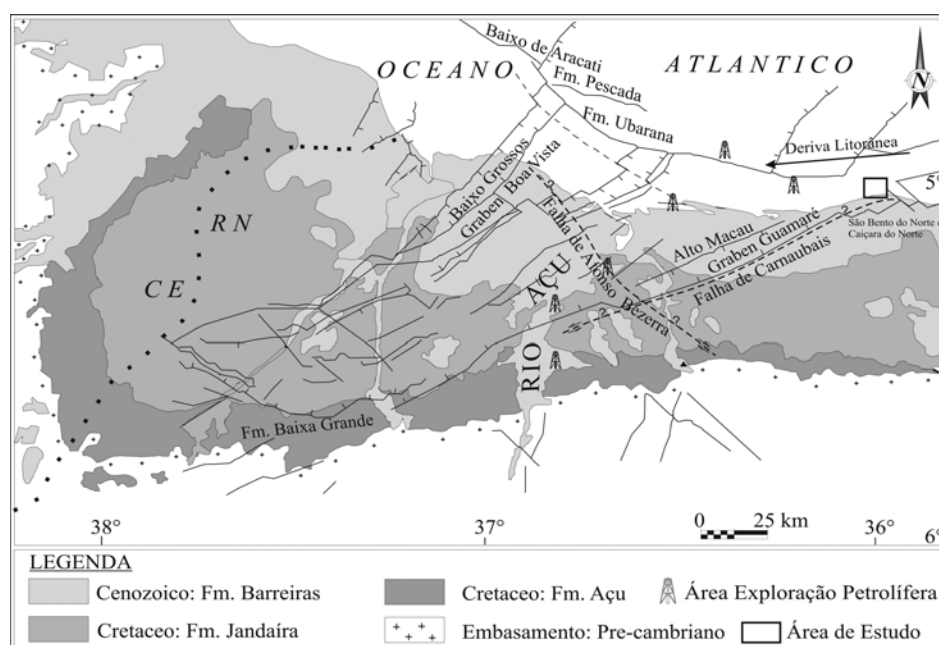 Baixo de Aracati
OCEANO
ATLANTICO
Fm. Pescada
N
Fm. Ubarana
Deriva Litorânea
5°
Baixo Grossos
Graben Boa Vista
RN
CE
Falha de Afonso Bezerra
São Bento do Norte e
Caiçara do Norte
Alto Macau
Graben Guamaré
Falha de Carnaubais
?
?
?
RIO AÇU
Fm. Baixa Grande
38°
37°
0 25 km
36°
6°
LEGENDA
Cenozoico: Fm. Barreiras
Cretaceo: Fm. Açu
Área Exploração Petrolífera
Cretaceo: Fm. Jandaíra
Embasamento: Pre-cambriano
Área de Estudo